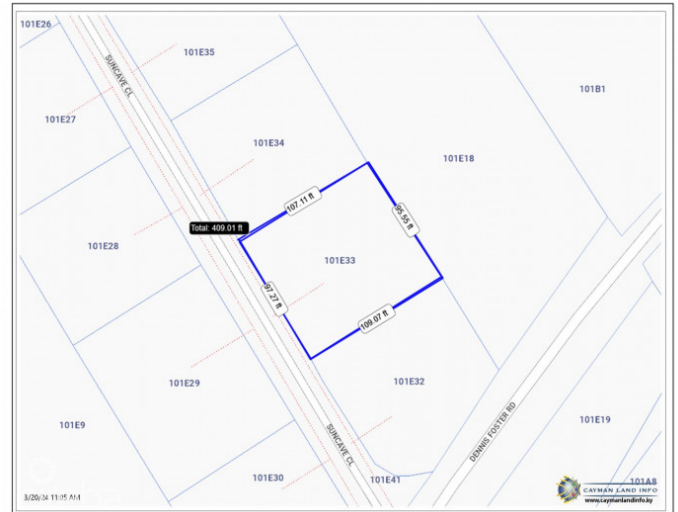 101E26
SUNCAVE CL
101E35
101B1
101E27
101E34
101E18
107.11 ft
95.55 ft
Total: 409.01 ft
101E28
101E33
97.27 ft
109.07 ft
101E29
101E32
101E9
SUNCAVE CL
DENNIS FOSTER RD
101E19
101E30
101E41
101A8
CAYMAN LAND INFO
www.caymanlandinfo.ky
3/20/24 11:05 AM